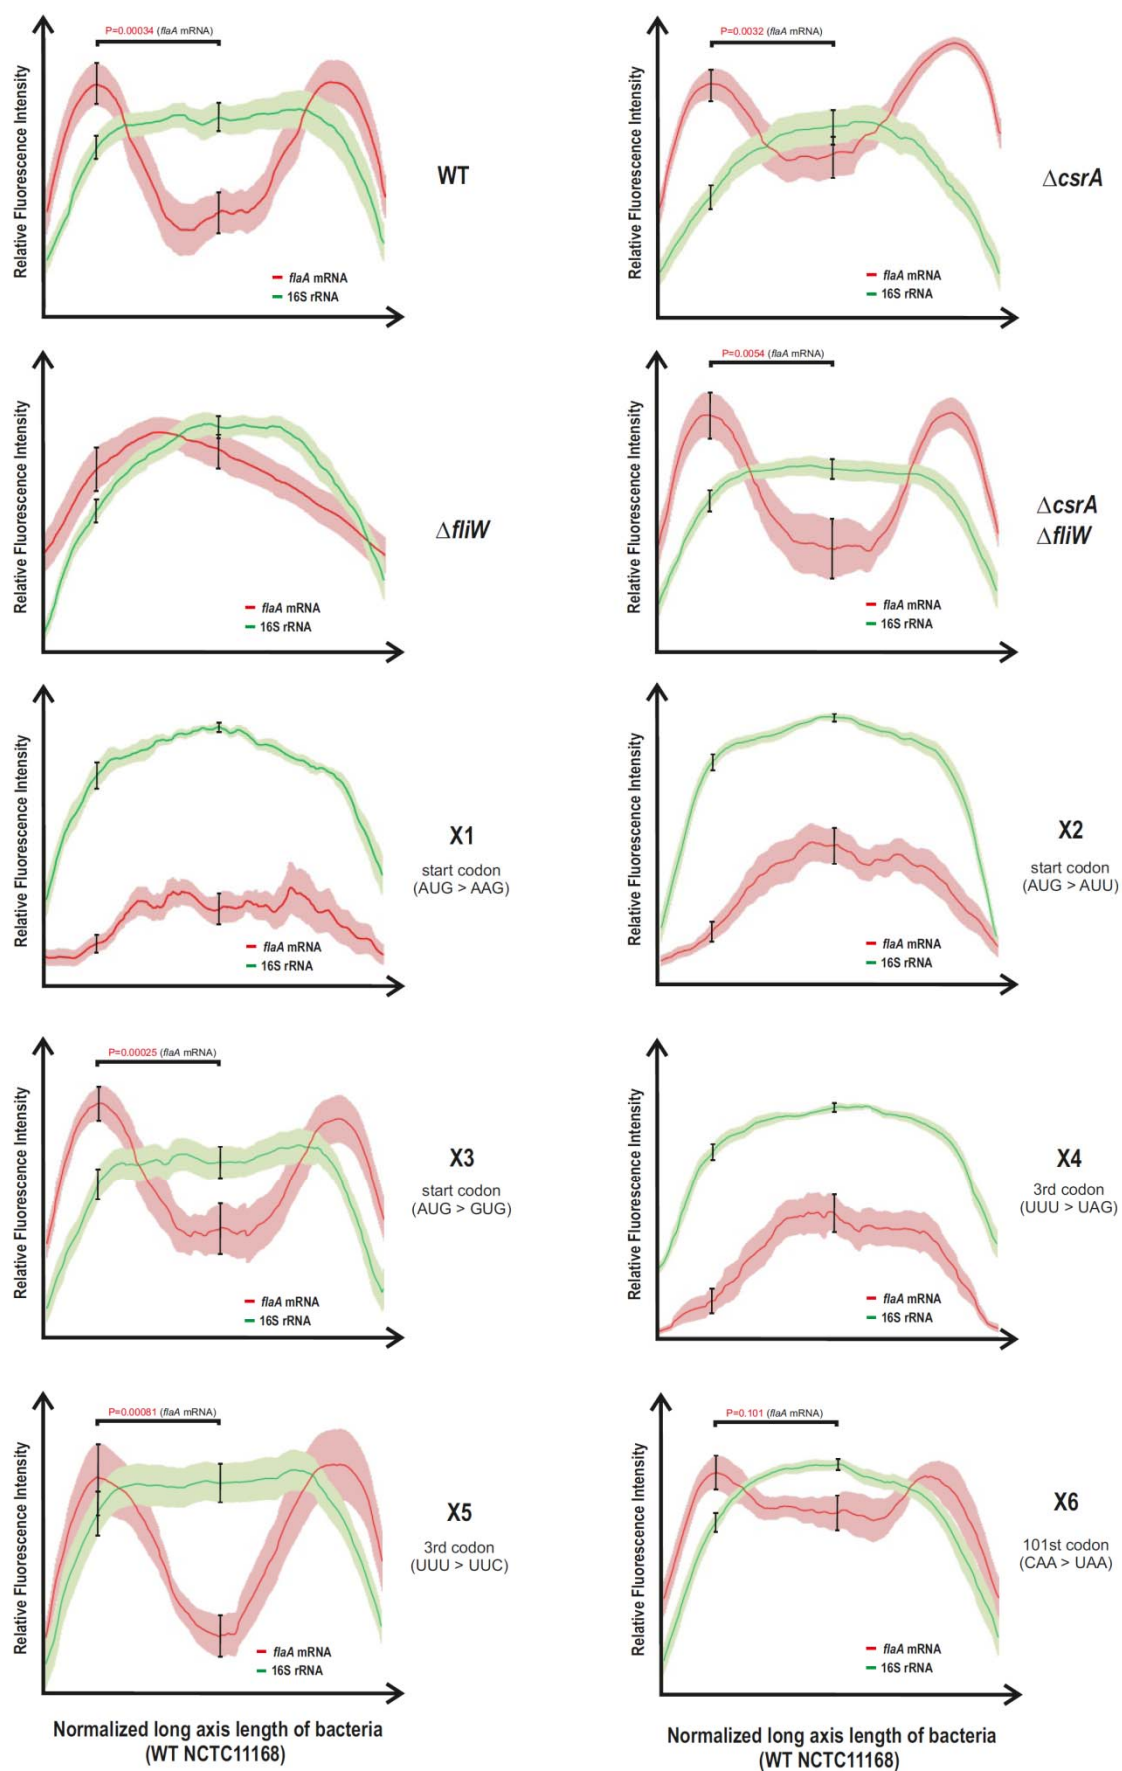 P=0.00034 (flaA mRNA)
Relative Fluorescence Intensity
WT
flaA mRNA
16S rRNA
P=0.0032 (flaA mRNA)
Relative Fluorescence Intensity
ΔcsrA
flaA mRNA
16S rRNA
Relative Fluorescence Intensity
ΔfliW
flaA mRNA
16S rRNA
P=0.0054 (flaA mRNA)
Relative Fluorescence Intensity
ΔcsrA
ΔfliW
flaA mRNA
16S rRNA
Relative Fluorescence Intensity
X1
start codon
(AUG > AAG)
flaA mRNA
16S rRNA
Relative Fluorescence Intensity
X2
start codon
(AUG > AUU)
flaA mRNA
16S rRNA
P=0.00025 (flaA mRNA)
Relative Fluorescence Intensity
X3
start codon
(AUG > GUG)
flaA mRNA
16S rRNA
Relative Fluorescence Intensity
X4
3rd codon
(UUU > UAG)
flaA mRNA
16S rRNA
P=0.00081 (flaA mRNA)
Relative Fluorescence Intensity
X5
3rd codon
(UUU > UUC)
flaA mRNA
16S rRNA
Normalized long axis length of bacteria
(WT NCTC11168)
P=0.101 (flaA mRNA)
Relative Fluorescence Intensity
X6
101st codon
(CAA > UAA)
flaA mRNA
16S rRNA
Normalized long axis length of bacteria
(WT NCTC11168)